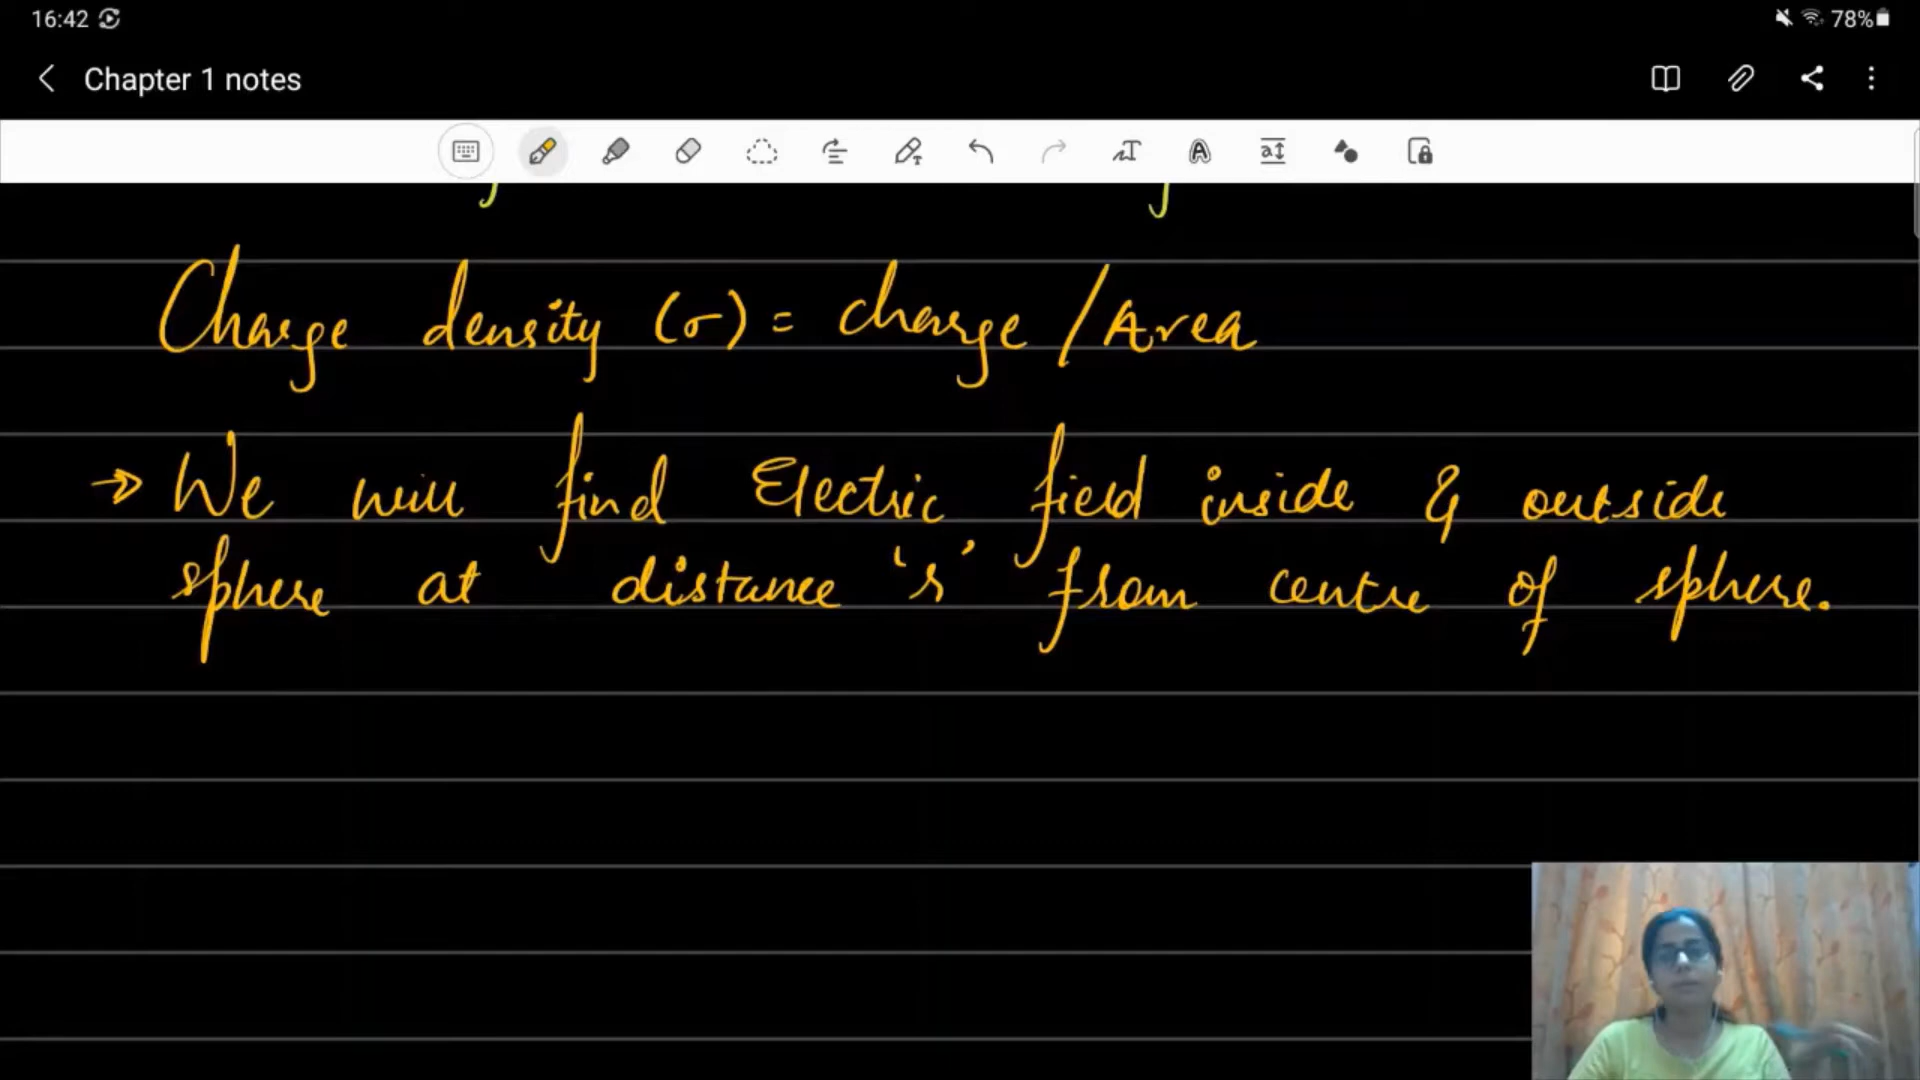 16:42 78%
Chapter 1 notes
Charge density (σ) = charge / Area
→ We will find Electric field inside & outside
sphere at distance 'r' from centre of sphere.